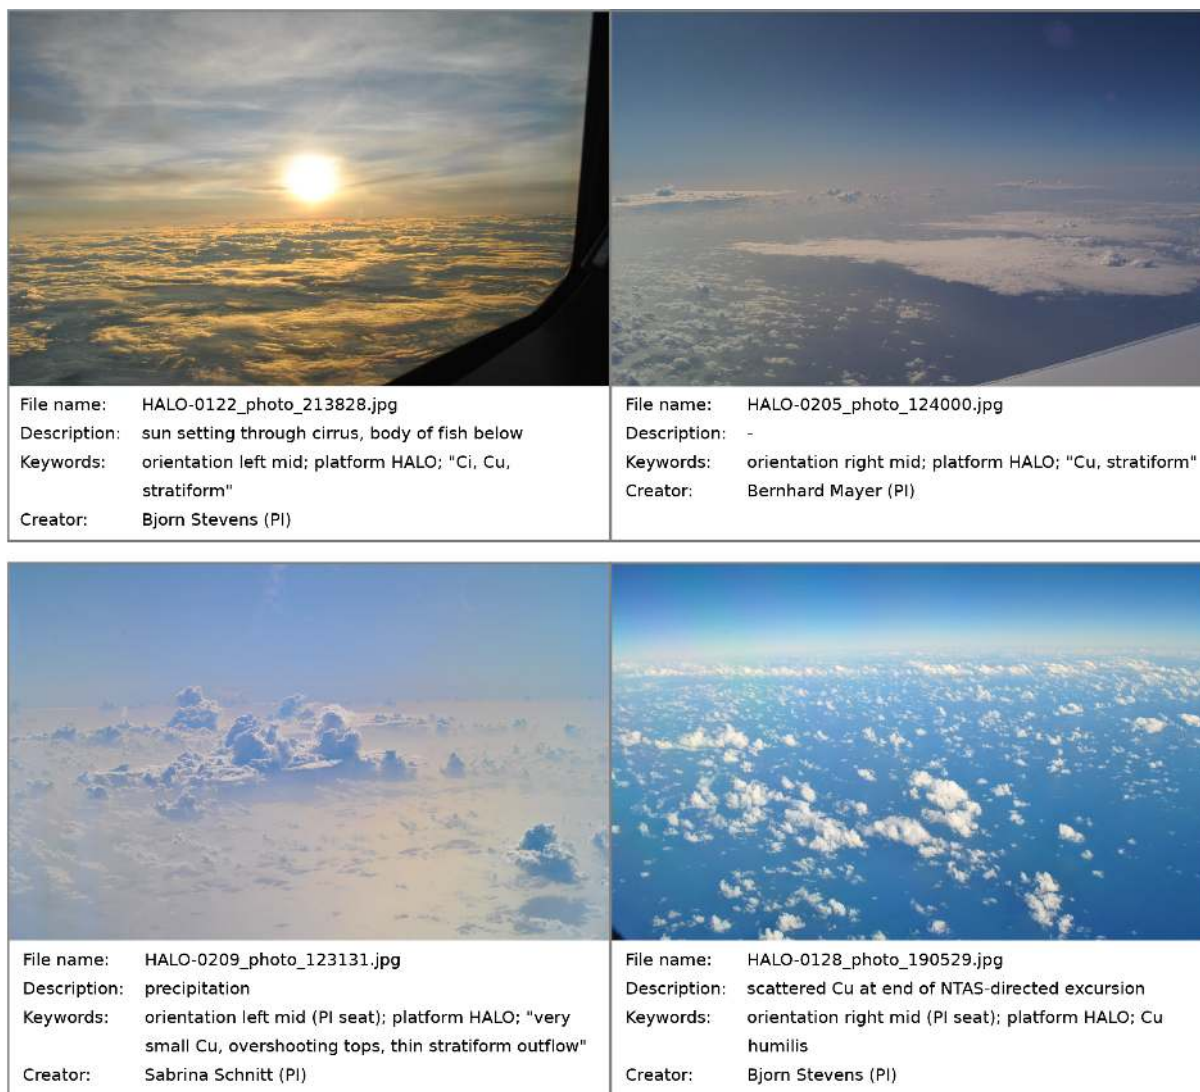 File name: HALO-0122_photo_213828.jpg
Description: sun setting through cirrus, body of fish below
Keywords: orientation left mid; platform HALO; "Ci, Cu,
stratiform"
Creator: Bjorn Stevens (PI)
File name: HALO-0205_photo_124000.jpg
Description: -
Keywords: orientation right mid; platform HALO; "Cu, stratiform"
Creator: Bernhard Mayer (PI)
File name: HALO-0209_photo_123131.jpg
Description: precipitation
Keywords: orientation left mid (PI seat); platform HALO; "very
small Cu, overshooting tops, thin stratiform outflow"
Creator: Sabrina Schnitt (PI)
File name: HALO-0128_photo_190529.jpg
Description: scattered Cu at end of NTAS-directed excursion
Keywords: orientation right mid (PI seat); platform HALO; Cu
humilis
Creator: Bjorn Stevens (PI)